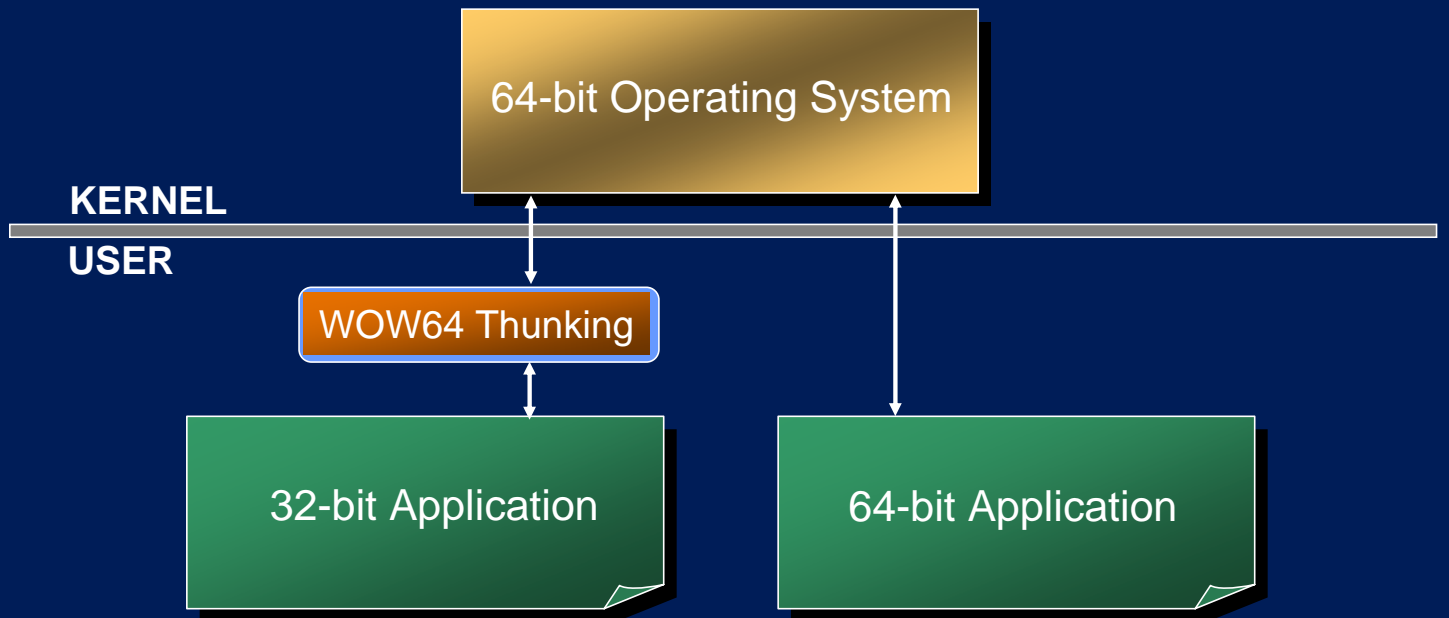 64-bit Operating System
KERNEL
USER
WOW64 Thunking
32-bit Application
64-bit Application